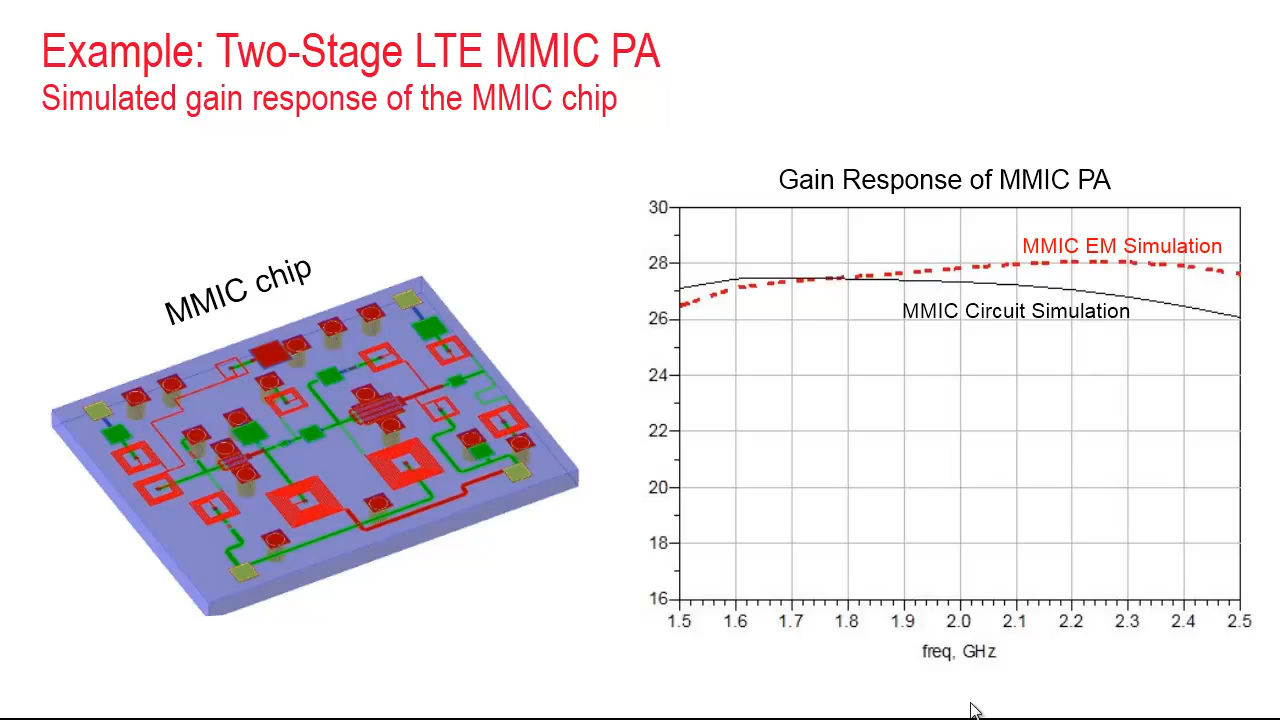 Example: Two-Stage LTE MMIC PA
Simulated gain response of the MMIC chip
MMIC chip
Gain Response of MMIC PA
30
28
26
24
22
20
18
16
MMIC EM Simulation
MMIC Circuit Simulation
1.5 1.6 1.7 1.8 1.9 2.0 2.1 2.2 2.3 2.4 2.5
freq, GHz